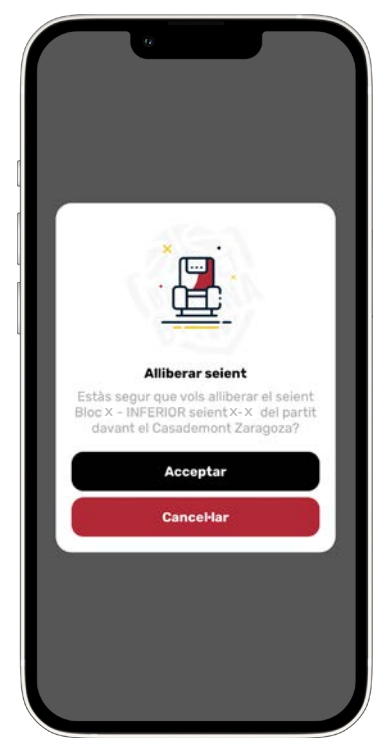 Alliberar seient
Estàs segur que vols alliberar el seient
Bloc X - INFERIOR seient X-X del partit
davant el Casademont Zaragoza?
Acceptar
Cancel·lar